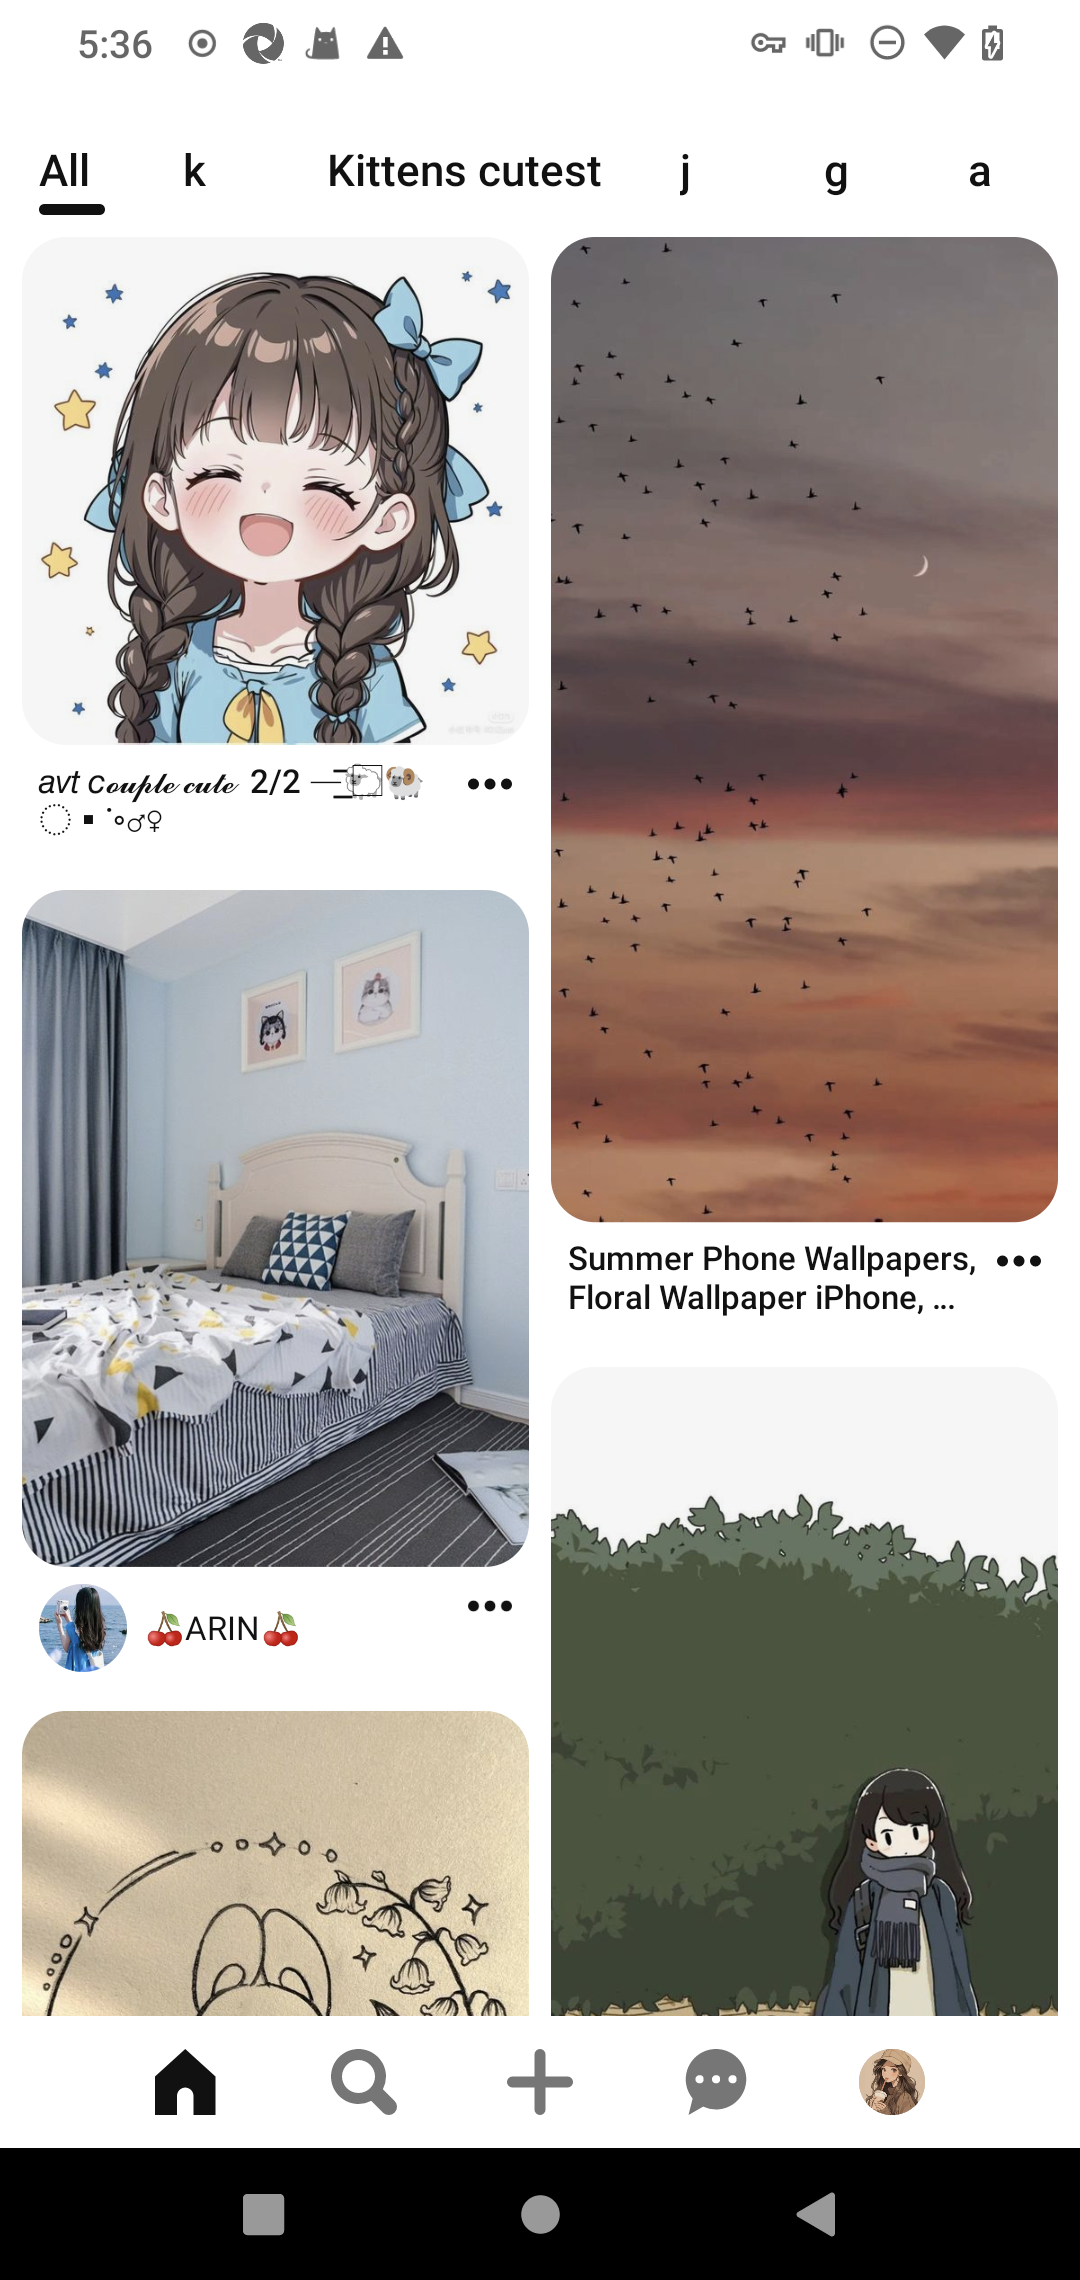 5:36
All k Kittens cutest j g a
avt c𝓸𝓾𝓹𝓵𝓮 𝓬𝓾𝓽𝓮 2/2
Summer Phone Wallpapers,
Floral Wallpaper iPhone, ...
🍒ARIN🍒